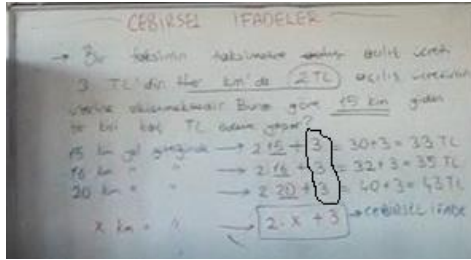 CEBİRSEL İFADELER
→ Bir taksinin taksimetre açılış ücreti
3 TL'dir. Her km'de 2 TL açılış ücretinin
üzerine eklenmektedir. Buna göre 15 km giden
bir kişi kaç TL ödeme yapar?
15 km yol gittiğinde → 2.15 + 3 = 30+3 = 33 TL
16 km " " → 2.16 + 3 = 32+3 = 35 TL
20 km " " → 2.20 + 3 = 40+3 = 43 TL
x km " " → 2.x + 3 → CEBİRSEL İFADE